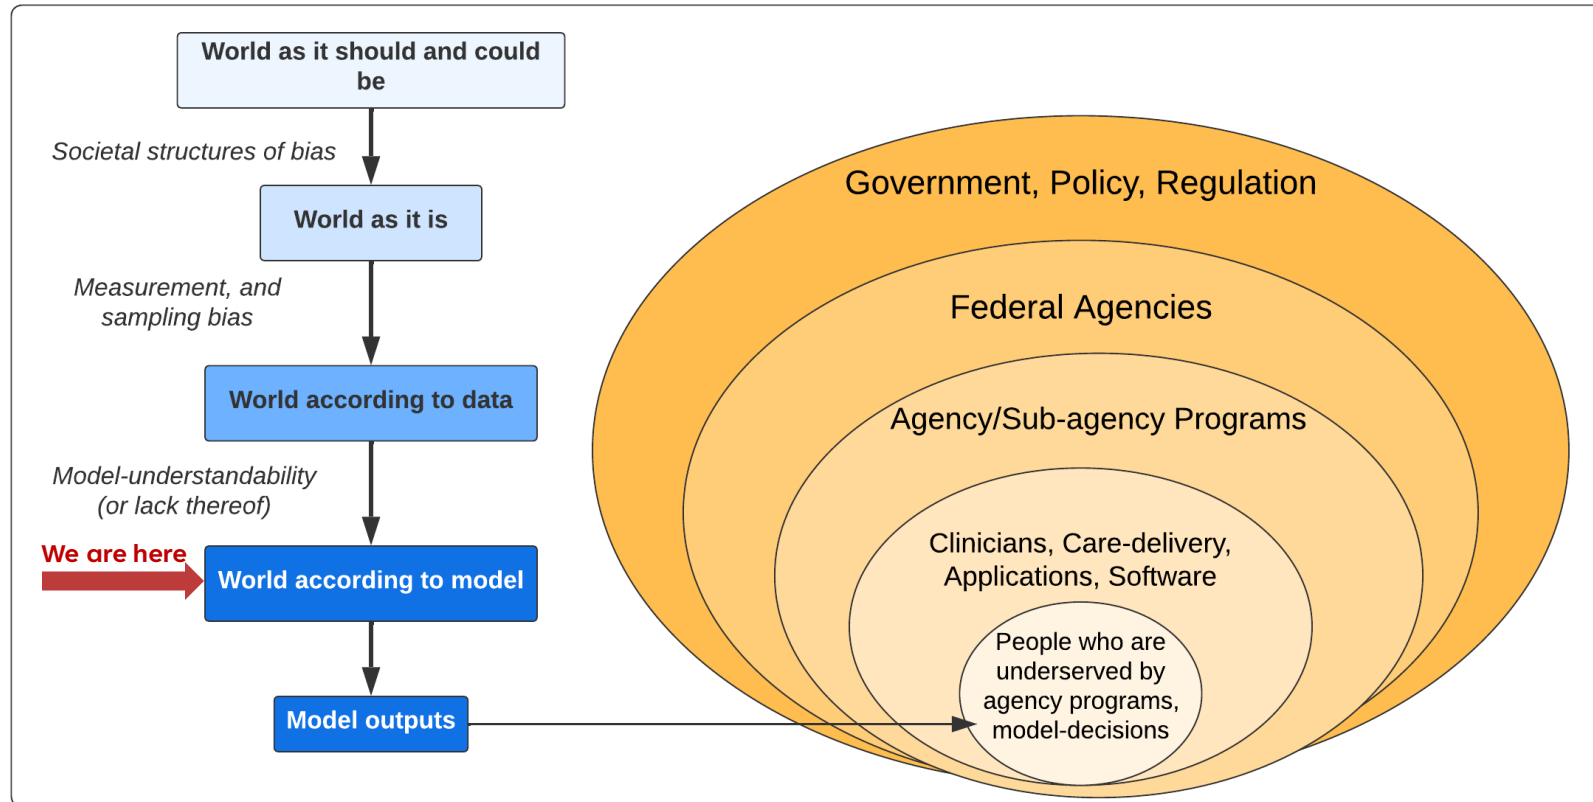 World as it should and could
be
Societal structures of bias
World as it is
Measurement, and
sampling bias
World according to data
Model-understandability
(or lack thereof)
We are here
World according to model
Model outputs
Government, Policy, Regulation
Federal Agencies
Agency/Sub-agency Programs
Clinicians, Care-delivery,
Applications, Software
People who are
underserved by
agency programs,
model-decisions